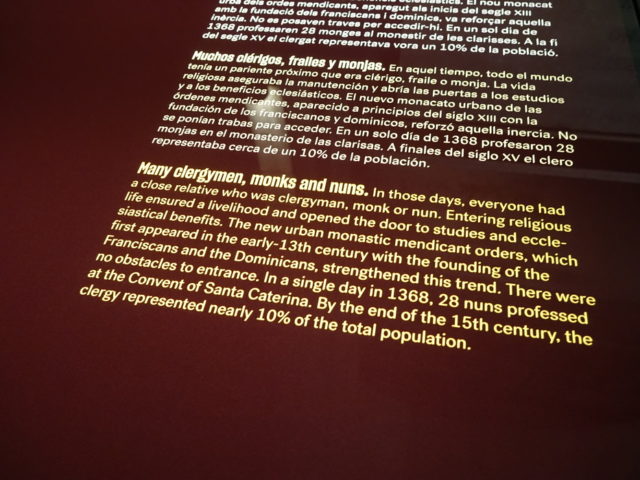 urbà dels ordes mendicants, aparegut als inicis del segle XIII
amb la fundació dels franciscans i dominics, va reforçar aquella
inèrcia. No es posaven traves per accedir-hi. En un sol dia de
1368 professaren 28 monges al monestir de les clarisses. A la fi
del segle XV el clergat representava vora un 10% de la població.
Muchos clérigos, frailes y monjas. En aquel tiempo, todo el mundo
tenía un pariente próximo que era clérigo, fraile o monja. La vida
religiosa aseguraba la manutención y abría las puertas a los estudios
y a los beneficios eclesiásticos. El nuevo monacato urbano de las
órdenes mendicantes, aparecido a principios del siglo XIII con la
fundación de los franciscanos y dominicos, reforzó aquella inercia. No
se ponían trabas para acceder. En un solo día de 1368 profesaron 28
monjas en el monasterio de las clarisas. A finales del siglo XV el clero
representaba cerca de un 10% de la población.
Many clergymen, monks and nuns. In those days, everyone had
a close relative who was clergyman, monk or nun. Entering religious
life ensured a livelihood and opened the door to studies and eccle-
siastical benefits. The new urban monastic mendicant orders, which
first appeared in the early-13th century with the founding of the
Franciscans and the Dominicans, strengthened this trend. There were
no obstacles to entrance. In a single day in 1368, 28 nuns professed
at the Convent of Santa Caterina. By the end of the 15th century, the
clergy represented nearly 10% of the total population.